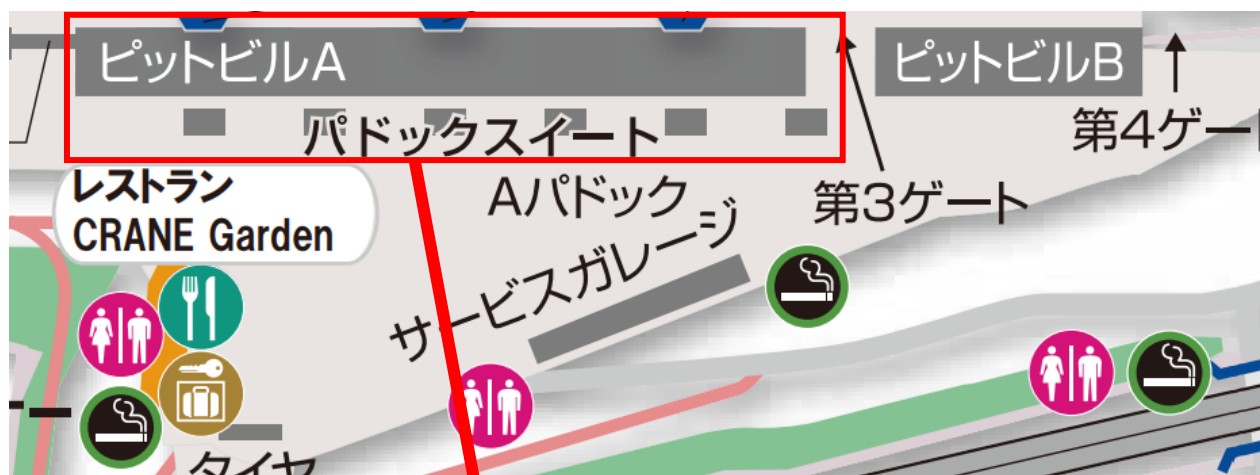 ピットビルA
ピットビルB
パドックスイート
第4ゲート
レストラン
CRANE Garden
Aパドック
第3ゲート
サービスガレージ
タイヤ